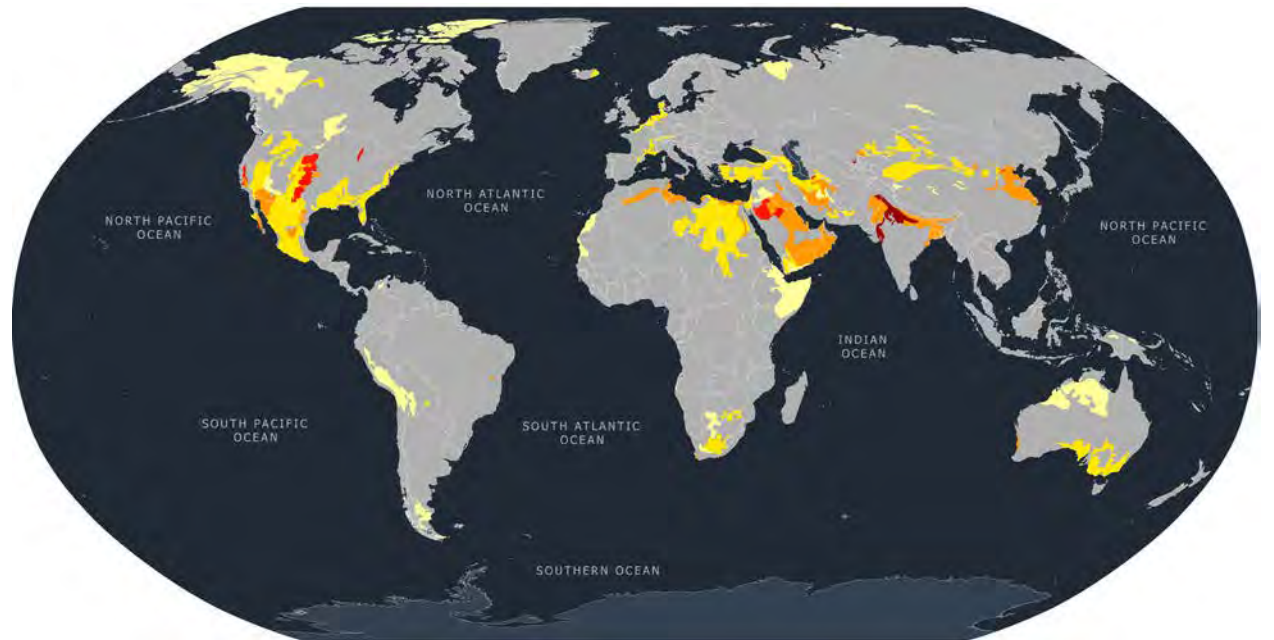 NORTH ATLANTIC
OCEAN
NORTH PACIFIC
OCEAN
NORTH PACIFIC
OCEAN
INDIAN
OCEAN
SOUTH PACIFIC
OCEAN
SOUTH ATLANTIC
OCEAN
SOUTHERN OCEAN